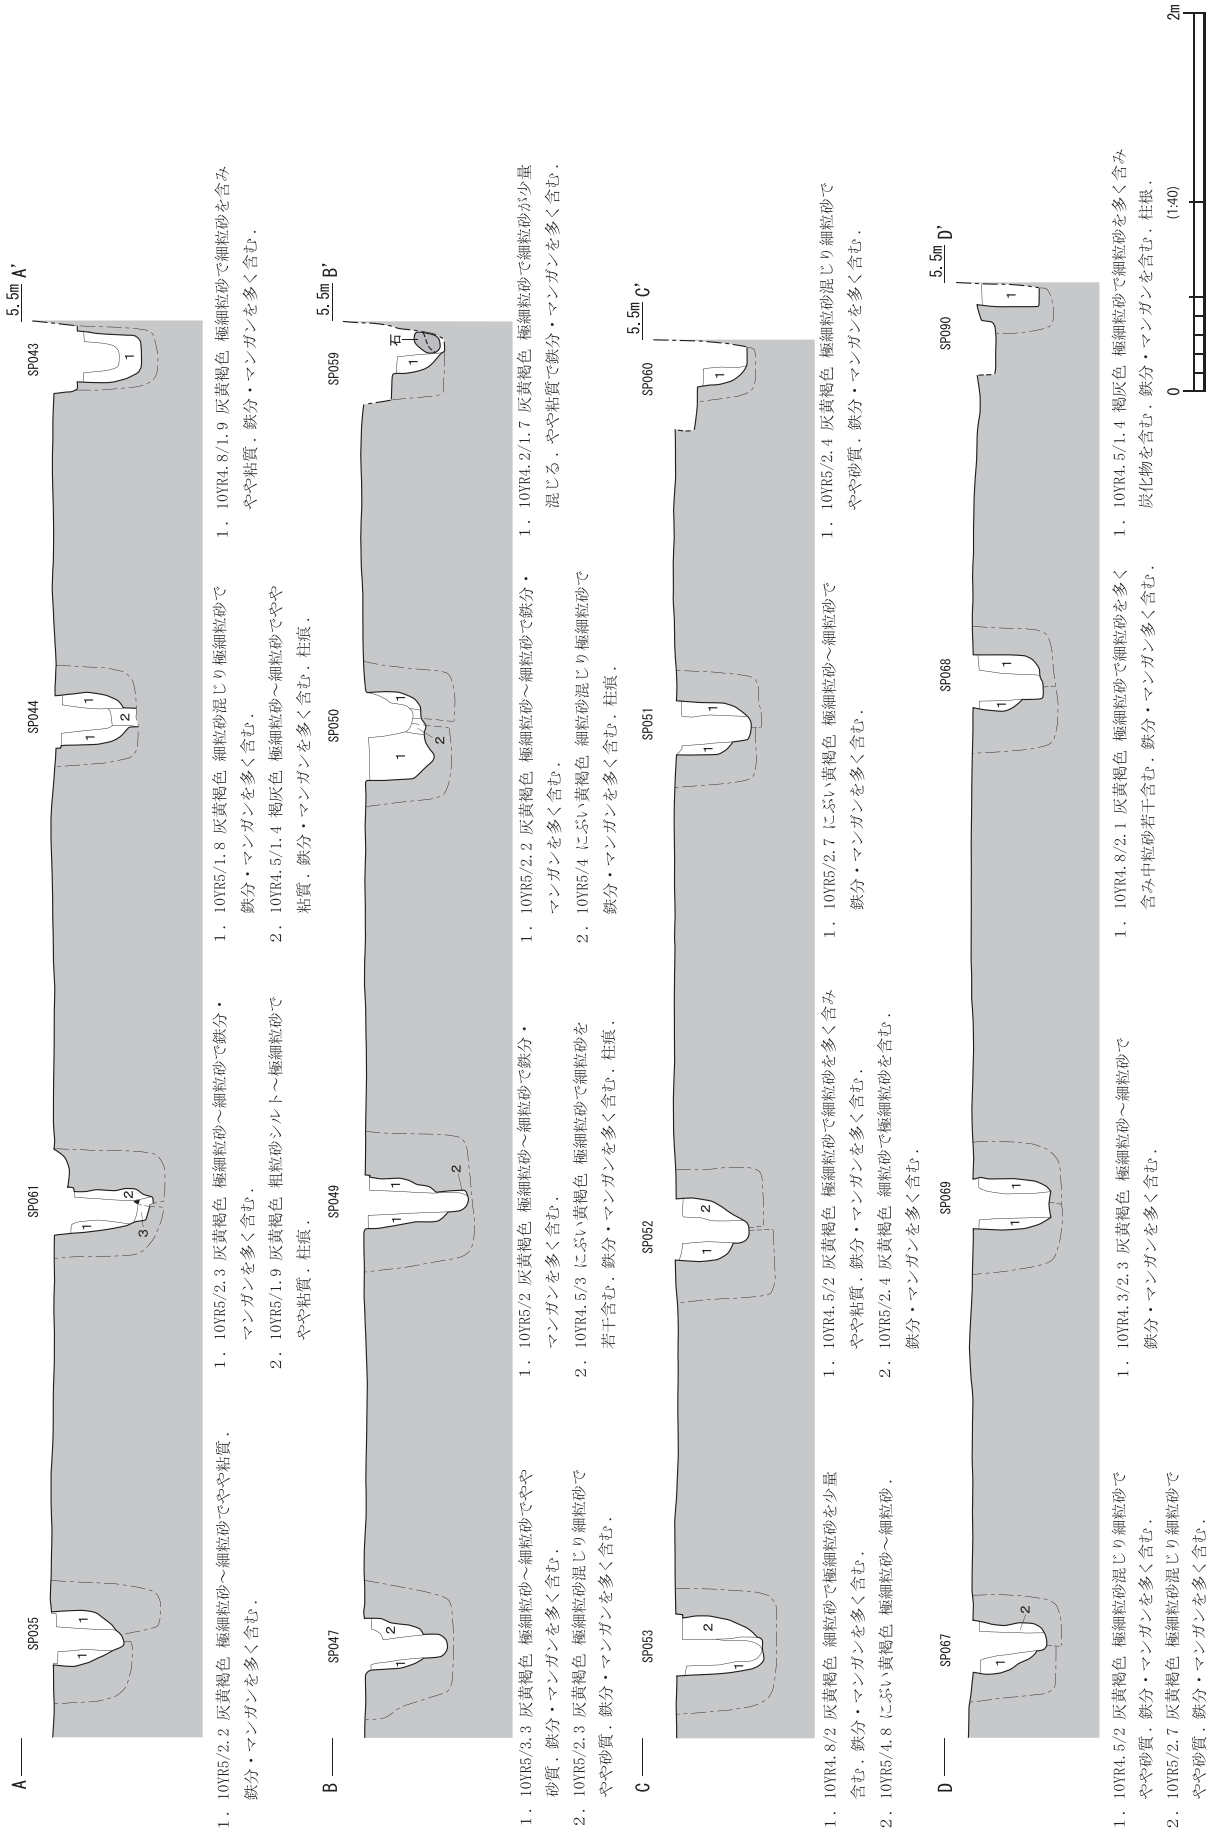 A
5.5m A'
SP035
SP061
SP044
SP043
1
1
1
2
3
1
1
2
1
1. 10YR5/2.2 灰黄褐色 極細粒砂～細粒砂でやや粘質．
鉄分・マンガンを多く含む．
1. 10YR5/2.3 灰黄褐色 極細粒砂～細粒砂で鉄分・
マンガンを多く含む．
2. 10YR5/1.9 灰黄褐色 粗粒砂シルト～極細粒砂で
やや粘質．柱痕．
1. 10YR5/1.8 灰黄褐色 細粒砂混じり極細粒砂で
鉄分・マンガンを多く含む．
2. 10YR4.5/1.4 褐灰色 極細粒砂～細粒砂でやや
粘質．鉄分・マンガンを多く含む．柱痕．
1. 10YR4.8/1.9 灰黄褐色 極細粒砂で細粒砂を含み
やや粘質．鉄分・マンガンを多く含む．
B
5.5m B'
SP047
SP049
SP050
SP059
1
2
1
1
2
1
2
1
1
石
1. 10YR5/3.3 灰黄褐色 極細粒砂～細粒砂でやや
砂質．鉄分・マンガンを多く含む．
2. 10YR5/2.3 灰黄褐色 極細粒砂混じり細粒砂で
やや砂質．鉄分・マンガンを多く含む．
1. 10YR5/2 灰黄褐色 極細粒砂～細粒砂で鉄分・
マンガンを多く含む．
2. 10YR4.5/3 にぶい黄褐色 極細粒砂で細粒砂を
若干含む．鉄分・マンガンを多く含む．柱痕．
1. 10YR5/2.2 灰黄褐色 極細粒砂～細粒砂で鉄分・
マンガンを多く含む．
2. 10YR5/4 にぶい黄褐色 細粒砂混じり極細粒砂で
鉄分・マンガンを多く含む．柱痕．
1. 10YR4.2/1.7 灰黄褐色 極細粒砂で細粒砂が少量
混じる．やや粘質で鉄分・マンガンを多く含む．
C
5.5m C'
SP053
SP052
SP051
SP060
1
2
1
2
1
1
1
1. 10YR4.8/2 灰黄褐色 細粒砂で極細粒砂を少量
含む．鉄分・マンガンを多く含む．
2. 10YR5/4.8 にぶい黄褐色 極細粒砂～細粒砂．
1. 10YR4.5/2 灰黄褐色 極細粒砂で細粒砂を多く含み
やや粘質．鉄分・マンガンを多く含む．
2. 10YR5/2.4 灰黄褐色 細粒砂で極細粒砂を含む．
鉄分・マンガンを多く含む．
1. 10YR5/2.7 にぶい黄褐色 極細粒砂～細粒砂で
鉄分・マンガンを多く含む．
1. 10YR5/2.4 灰黄褐色 極細粒砂混じり細粒砂で
やや砂質．鉄分・マンガンを多く含む．
D
5.5m D'
SP067
SP069
SP068
SP090
1
2
1
1
1
1
1
1. 10YR4.5/2 灰黄褐色 極細粒砂混じり細粒砂で
やや砂質．鉄分・マンガンを多く含む．
2. 10YR5/2.7 灰黄褐色 極細粒砂混じり細粒砂で
やや砂質．鉄分・マンガンを多く含む．
1. 10YR4.3/2.3 灰黄褐色 極細粒砂～細粒砂で
鉄分・マンガンを多く含む．
1. 10YR4.8/2.1 灰黄褐色 極細粒砂で細粒砂を多く
含み中粒砂若干含む．鉄分・マンガン多く含む．
1. 10YR4.5/1.4 褐灰色 極細粒砂で細粒砂を多く含み
炭化物を含む．鉄分・マンガンを含む．柱根．
0
(1:40)
2m